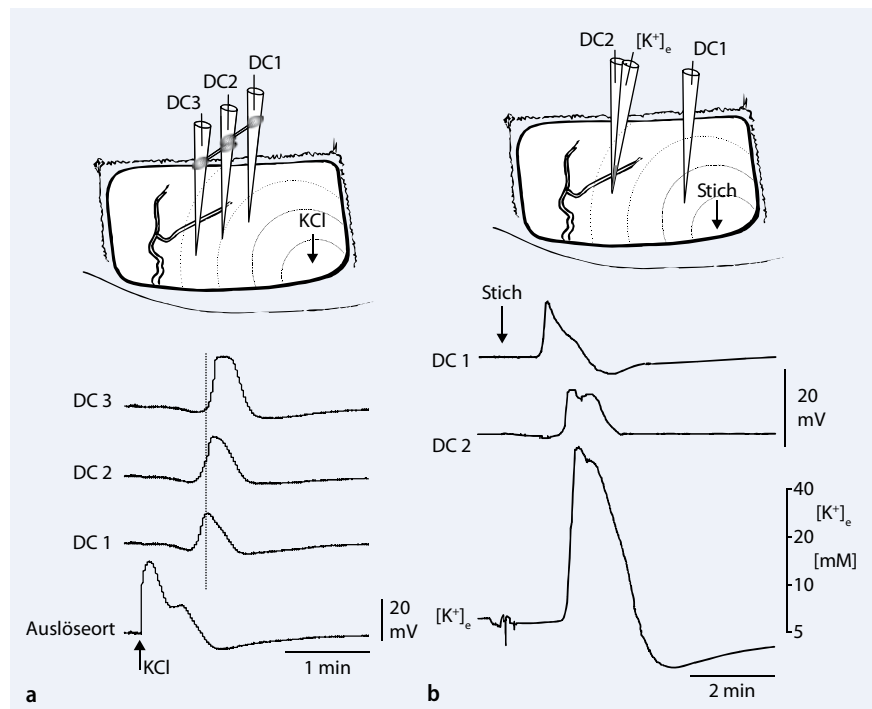 DC1
DC2
DC3
KCl
DC 3
DC 2
DC 1
Auslöseort
KCl
20
mV
1 min
a
DC2
[K⁺]ₑ
DC1
Stich
Stich
DC 1
DC 2
20
mV
40
[K⁺]ₑ
20
[mM]
10
5
[K⁺]ₑ
2 min
b